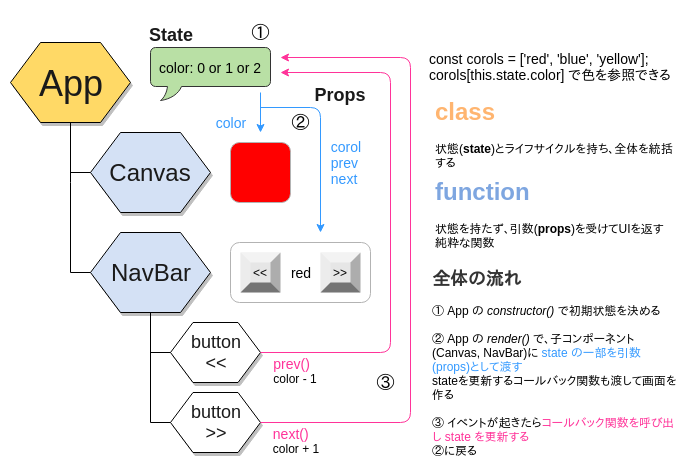 State
①
App
color: 0 or 1 or 2
Props
color
②
corol
prev
next
Canvas
NavBar
<<
red
>>
button
<<
prev()
color - 1
③
button
>>
next()
color + 1
const corols = ['red', 'blue', 'yellow'];
corols[this.state.color] で色を参照できる
class
状態(state)とライフサイクルを持ち、全体を統括
する
function
状態を持たず、引数(props)を受けてUIを返す
純粋な関数
全体の流れ
① App の constructor() で初期状態を決める
② App の render() で、子コンポーネント
(Canvas, NavBar)に state の一部を引数
(props)として渡す
stateを更新するコールバック関数も渡して画面を
作る
③ イベントが起きたらコールバック関数を呼び出
し state を更新する
②に戻る